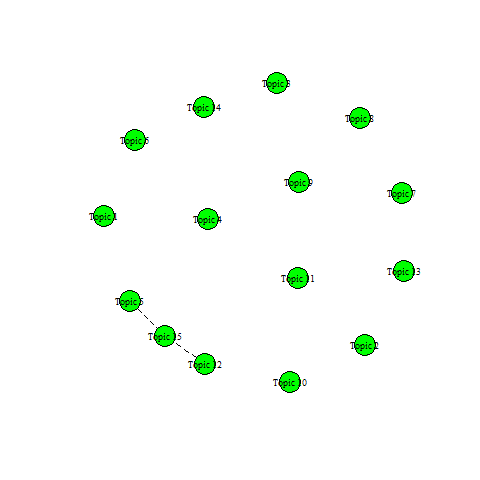 Topic 3
Topic 14
Topic 8
Topic 6
Topic 9
Topic 7
Topic 1
Topic 4
Topic 13
Topic 11
Topic 5
Topic 15
Topic 2
Topic 12
Topic 10